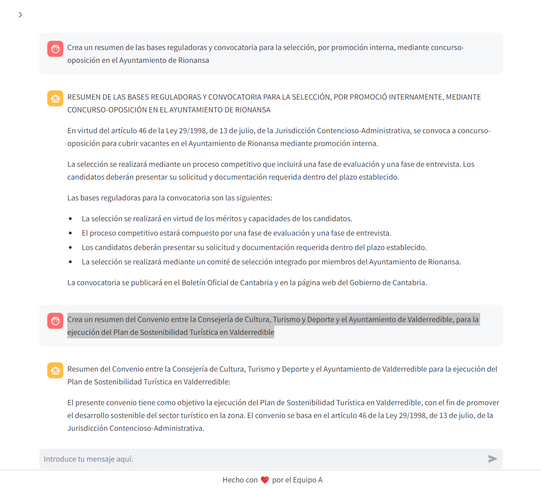 Crea un resumen de las bases reguladoras y convocatoria para la selección, por promoción interna, mediante concurso-
oposición en el Ayuntamiento de Rionansa
RESUMEN DE LAS BASES REGULADORAS Y CONVOCATORIA PARA LA SELECCIÓN, POR PROMOCIÓ INTERNAMENTE, MEDIANTE
CONCURSO-OPOSICIÓN EN EL AYUNTAMIENTO DE RIONANSA
En virtud del artículo 46 de la Ley 29/1998, de 13 de julio, de la Jurisdicción Contencioso-Administrativa, se convoca a concurso-
oposición para cubrir vacantes en el Ayuntamiento de Rionansa mediante promoción interna.
La selección se realizará mediante un proceso competitivo que incluirá una fase de evaluación y una fase de entrevista. Los
candidatos deberán presentar su solicitud y documentación requerida dentro del plazo establecido.
Las bases reguladoras para la convocatoria son las siguientes:
• La selección se realizará en virtud de los méritos y capacidades de los candidatos.
• El proceso competitivo estará compuesto por una fase de evaluación y una fase de entrevista.
• Los candidatos deberán presentar su solicitud y documentación requerida dentro del plazo establecido.
• La selección se realizará mediante un comité de selección integrado por miembros del Ayuntamiento de Rionansa.
La convocatoria se publicará en el Boletín Oficial de Cantabria y en la página web del Gobierno de Cantabria.
Crea un resumen del Convenio entre la Consejería de Cultura, Turismo y Deporte y el Ayuntamiento de Valderredible, para la
ejecución del Plan de Sostenibilidad Turística en Valderredible
Resumen del Convenio entre la Consejería de Cultura, Turismo y Deporte y el Ayuntamiento de Valderredible para la ejecución del
Plan de Sostenibilidad Turística en Valderredible:
El presente convenio tiene como objetivo la ejecución del Plan de Sostenibilidad Turística en Valderredible, con el fin de promover
el desarrollo sostenible del sector turístico en la zona. El convenio se basa en el artículo 46 de la Ley 29/1998, de 13 de julio, de la
Jurisdicción Contencioso-Administrativa.
Introduce tu mensaje aquí:
Hecho con ❤️ por el Equipo A